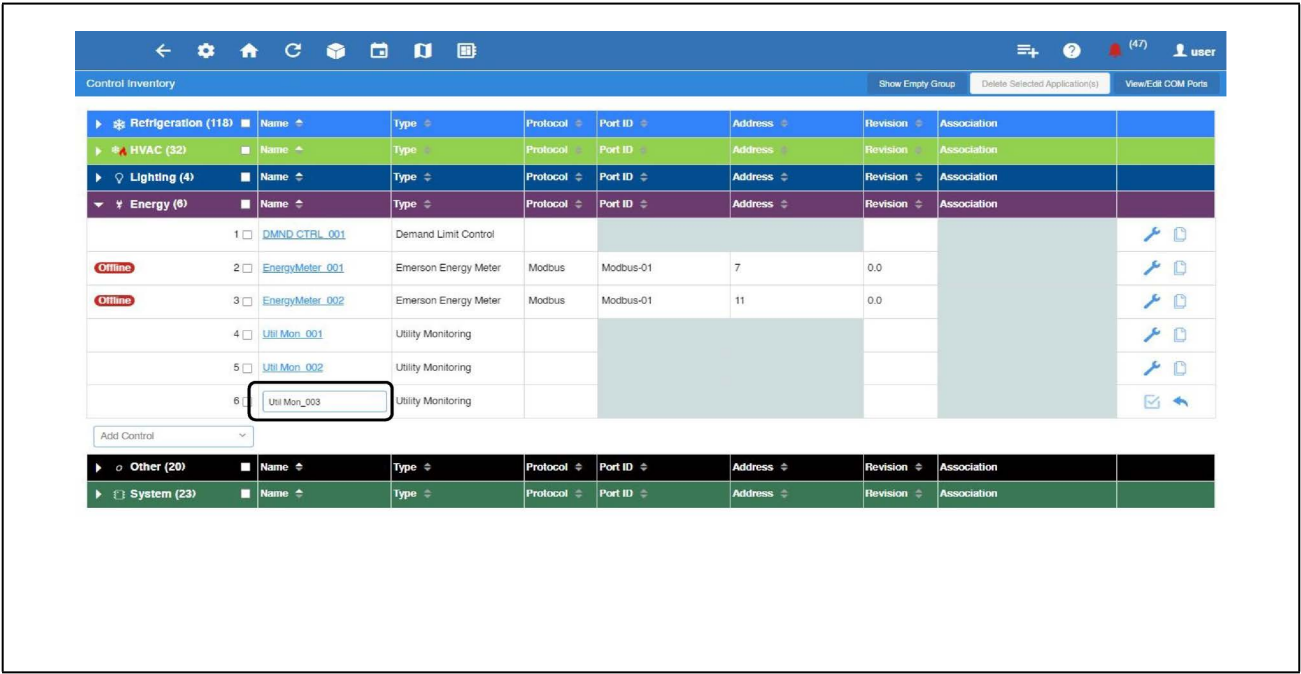 (47) user
Control Inventory Show Empty Group Delete Selected Application(s) View/Edit COM Ports
Refrigeration (118) Name Type Protocol Port ID Address Revision Association
HVAC (32) Name Type Protocol Port ID Address Revision Association
Lighting (4) Name Type Protocol Port ID Address Revision Association
Energy (6) Name Type Protocol Port ID Address Revision Association
1 DMND CTRL_001 Demand Limit Control
Offline 2 EnergyMeter_001 Emerson Energy Meter Modbus Modbus-01 7 0.0
Offline 3 EnergyMeter_002 Emerson Energy Meter Modbus Modbus-01 11 0.0
4 Util Mon_001 Utility Monitoring
5 Util Mon_002 Utility Monitoring
6 Util Mon_003 Utility Monitoring
Add Control
Other (20) Name Type Protocol Port ID Address Revision Association
System (23) Name Type Protocol Port ID Address Revision Association